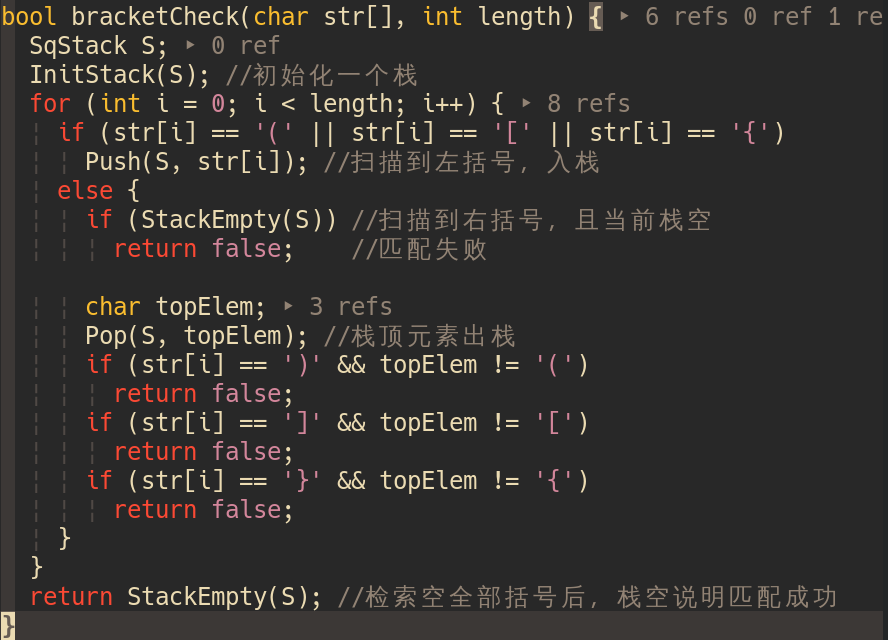 bool bracketCheck(char str[], int length) { ‣ 6 refs 0 ref 1 re
SqStack S; ‣ 0 ref
InitStack(S); //初始化一个栈
for (int i = 0; i < length; i++) { ‣ 8 refs
if (str[i] == '(' || str[i] == '[' || str[i] == '{')
Push(S, str[i]); //扫描到左括号, 入栈
else {
if (StackEmpty(S)) //扫描到右括号, 且当前栈空
return false; //匹配失败
char topElem; ‣ 3 refs
Pop(S, topElem); //栈顶元素出栈
if (str[i] == ')' && topElem != '(')
return false;
if (str[i] == ']' && topElem != '[')
return false;
if (str[i] == '}' && topElem != '{')
return false;
}
}
return StackEmpty(S); //检索空全部括号后, 栈空说明匹配成功
}